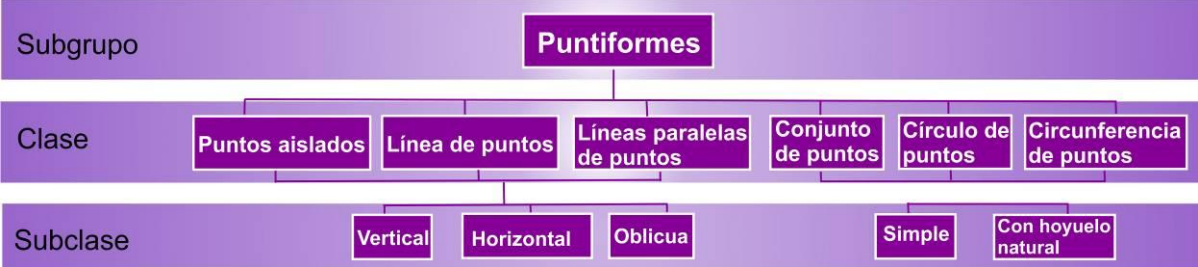 Subgrupo
Puntiformes
Clase
Puntos aislados
Línea de puntos
Líneas paralelas
de puntos
Conjunto
de puntos
Círculo de
puntos
Circunferencia
de puntos
Subclase
Vertical
Horizontal
Oblicua
Simple
Con hoyuelo
natural